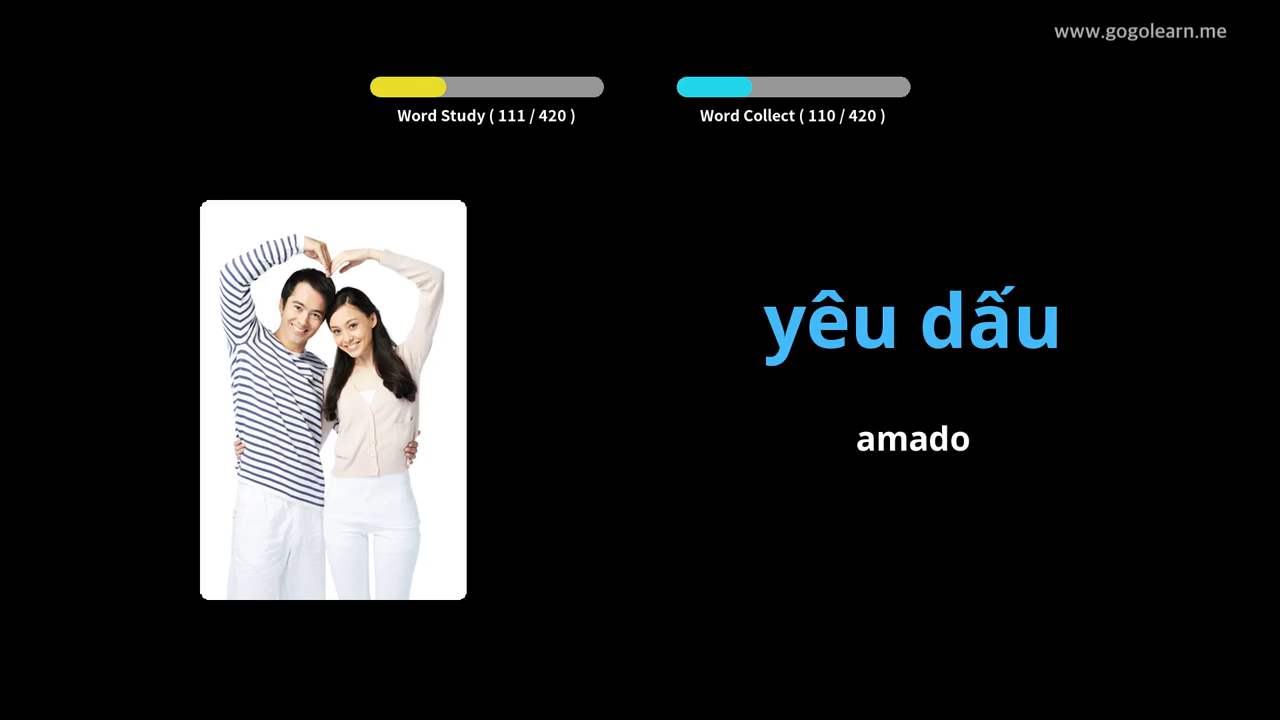 www.gogolearn.me
Word Study ( 111 / 420 )
Word Collect ( 110 / 420 )
yêu dấu
amado